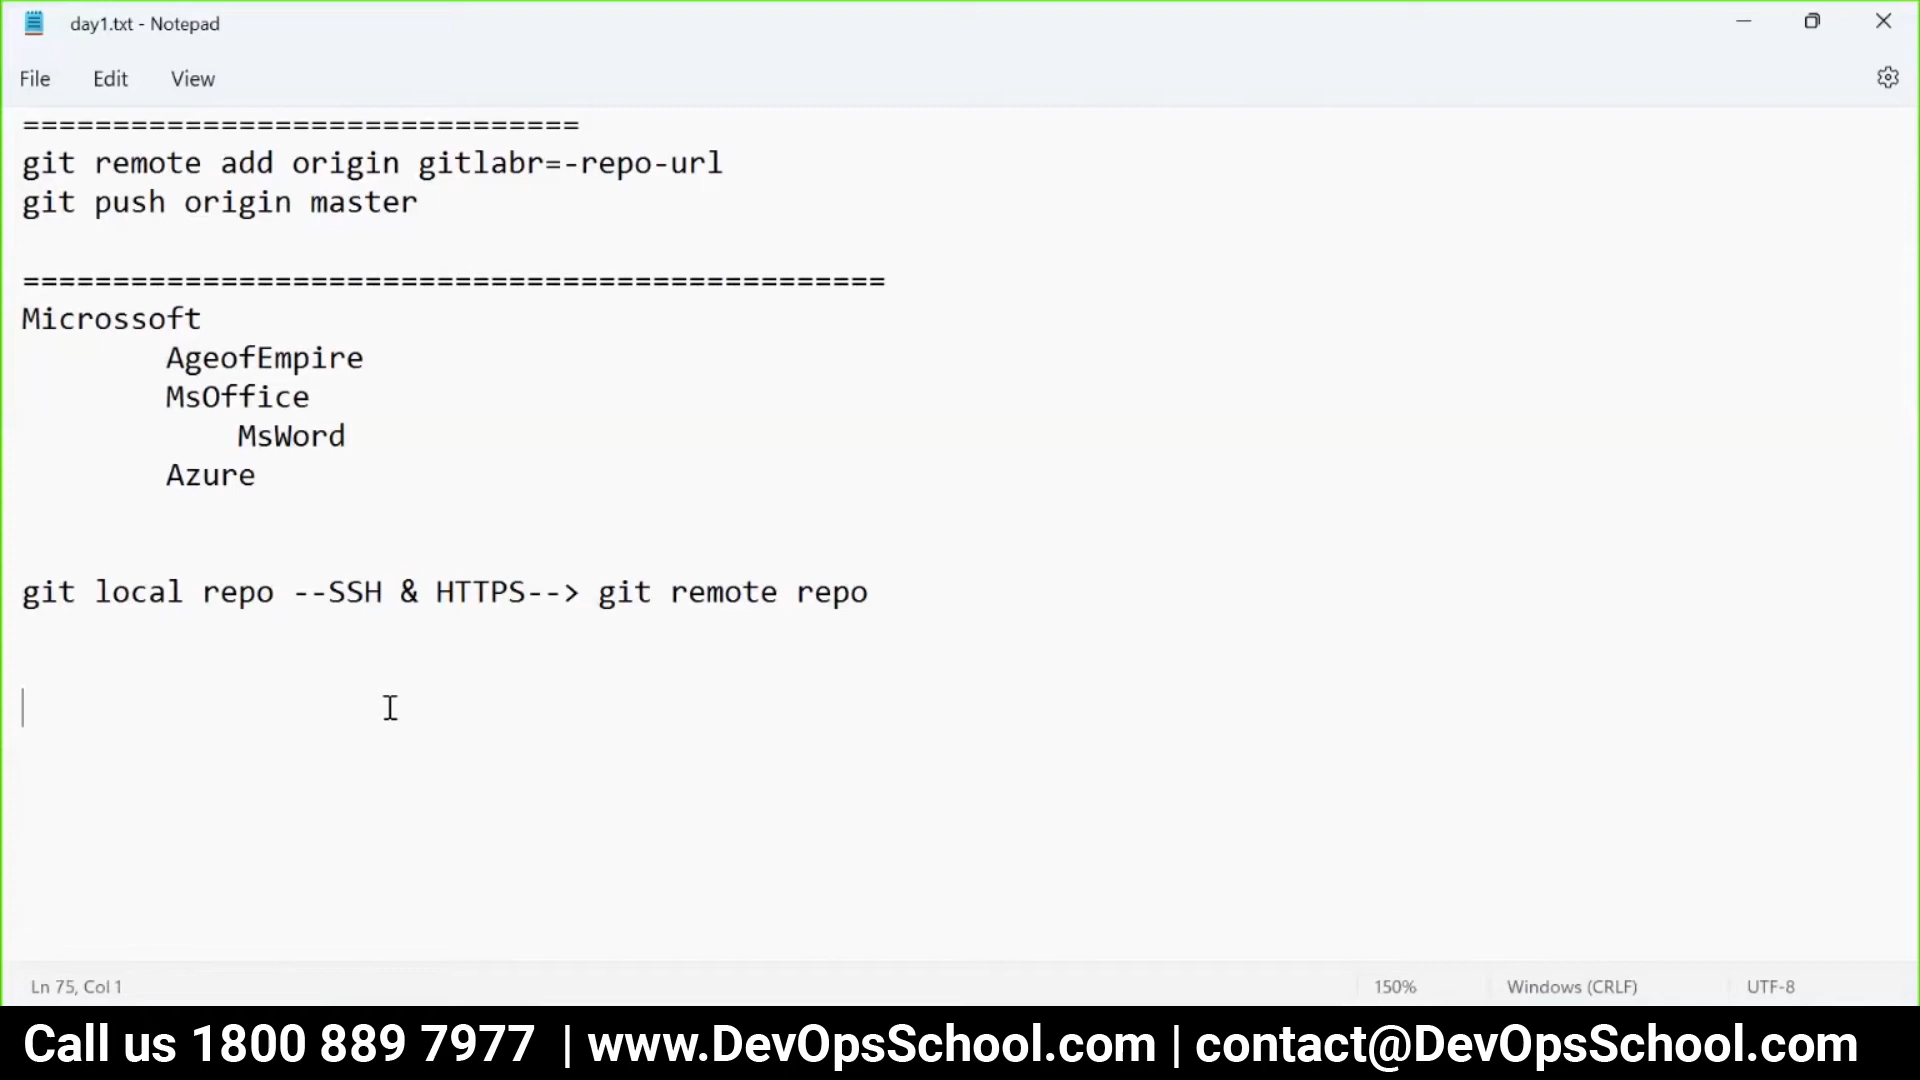 day1.txt - Notepad
File Edit View
===============================
git remote add origin gitlabr=-repo-url
git push origin master
================================================
Microssoft
AgeofEmpire
MsOffice
MsWord
Azure
git local repo --SSH & HTTPS--> git remote repo
Ln 75, Col 1 150% Windows (CRLF) UTF-8
Call us 1800 889 7977 | www.DevOpsSchool.com | contact@DevOpsSchool.com